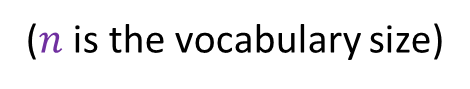 (n is the vocabulary size)